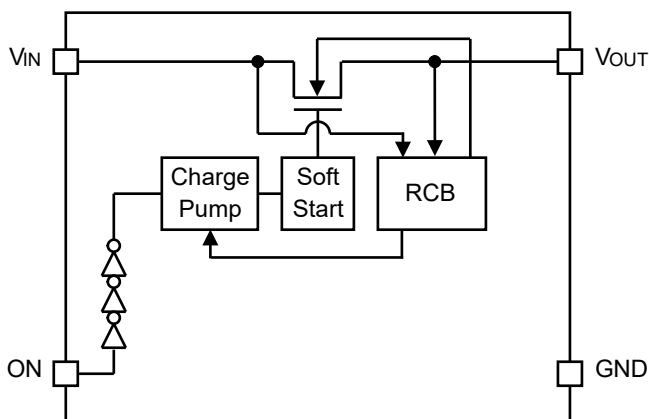 VIN
VOUT
Charge
Pump
Soft
Start
RCB
ON
GND